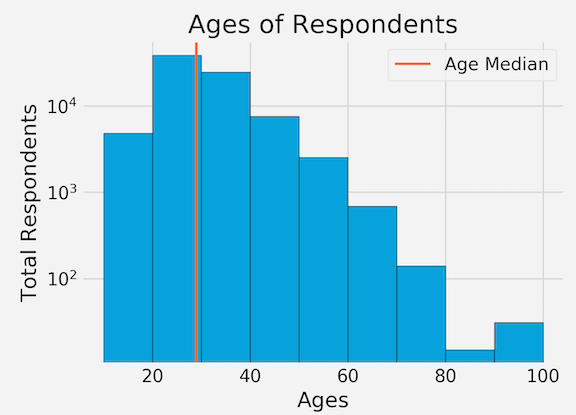 Ages of Respondents
Age Median
10⁴
10³
10²
Total Respondents
20 40 60 80 100
Ages